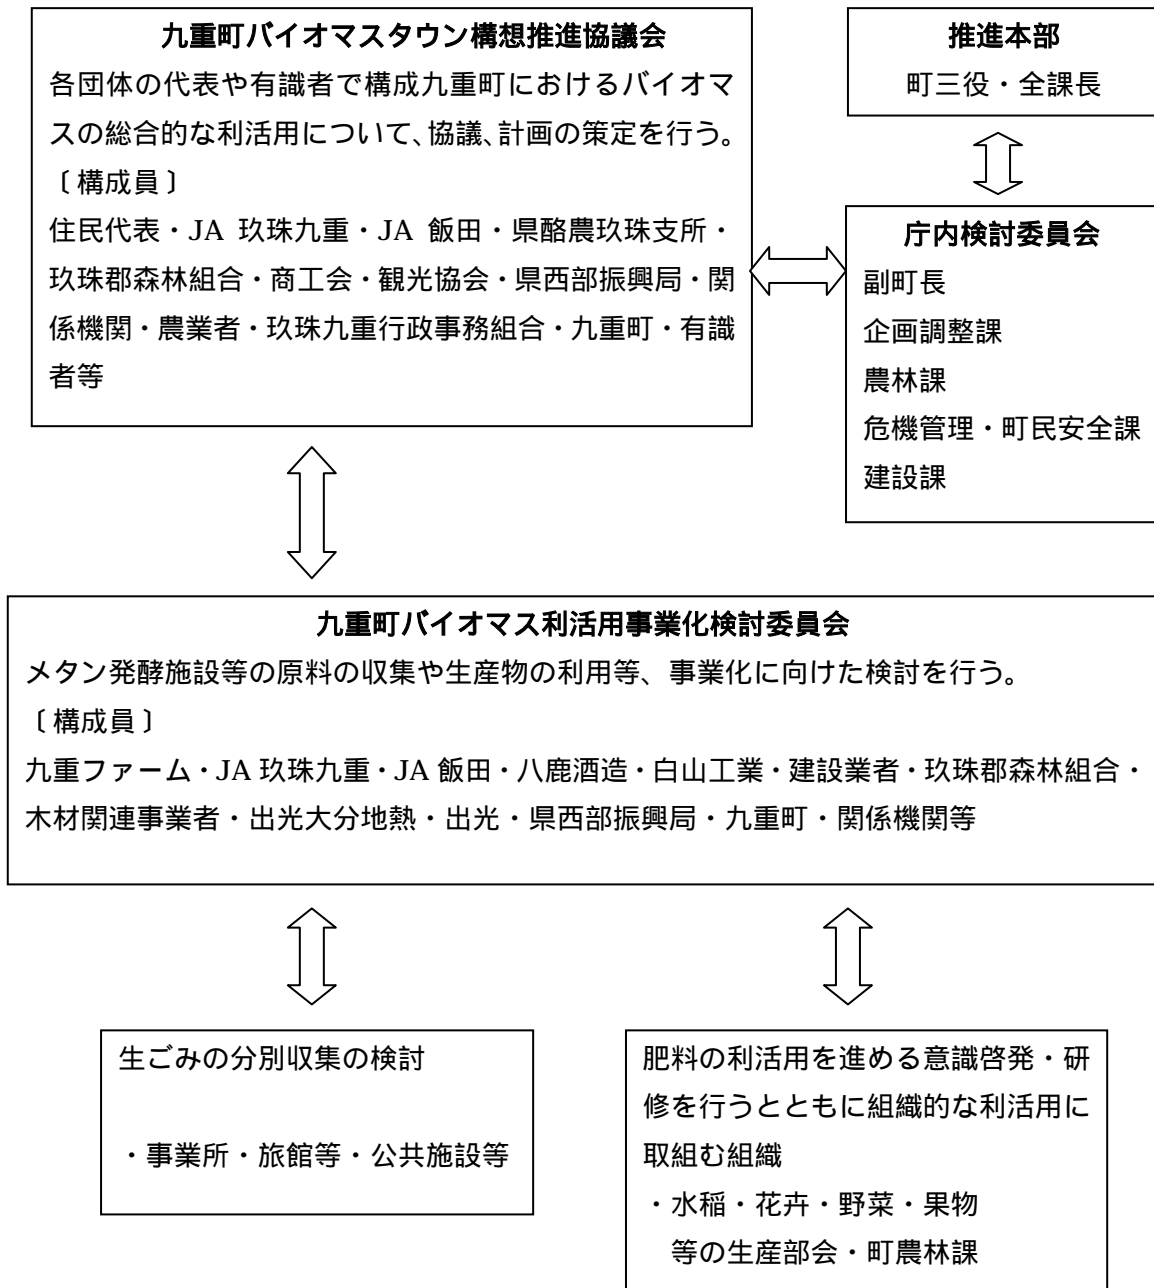 九重町バイオマスタウン構想推進協議会
各団体の代表や有識者で構成九重町におけるバイオマ
スの総合的な利活用について、協議、計画の策定を行う。
〔構成員〕
住民代表・JA 玖珠九重・JA 飯田・県酪農玖珠支所・
玖珠郡森林組合・商工会・観光協会・県西部振興局・関
係機関・農業者・玖珠九重行政事務組合・九重町・有識
者等
推進本部
町三役・全課長
庁内検討委員会
副町長
企画調整課
農林課
危機管理・町民安全課
建設課
九重町バイオマス利活用事業化検討委員会
メタン発酵施設等の原料の収集や生産物の利用等、事業化に向けた検討を行う。
〔構成員〕
九重ファーム・JA 玖珠九重・JA 飯田・八鹿酒造・白山工業・建設業者・玖珠郡森林組合・
木材関連事業者・出光大分地熱・出光・県西部振興局・九重町・関係機関等
生ごみの分別収集の検討
・事業所・旅館等・公共施設等
肥料の利活用を進める意識啓発・研
修を行うとともに組織的な利活用に
取組む組織
・水稲・花卉・野菜・果物
等の生産部会・町農林課